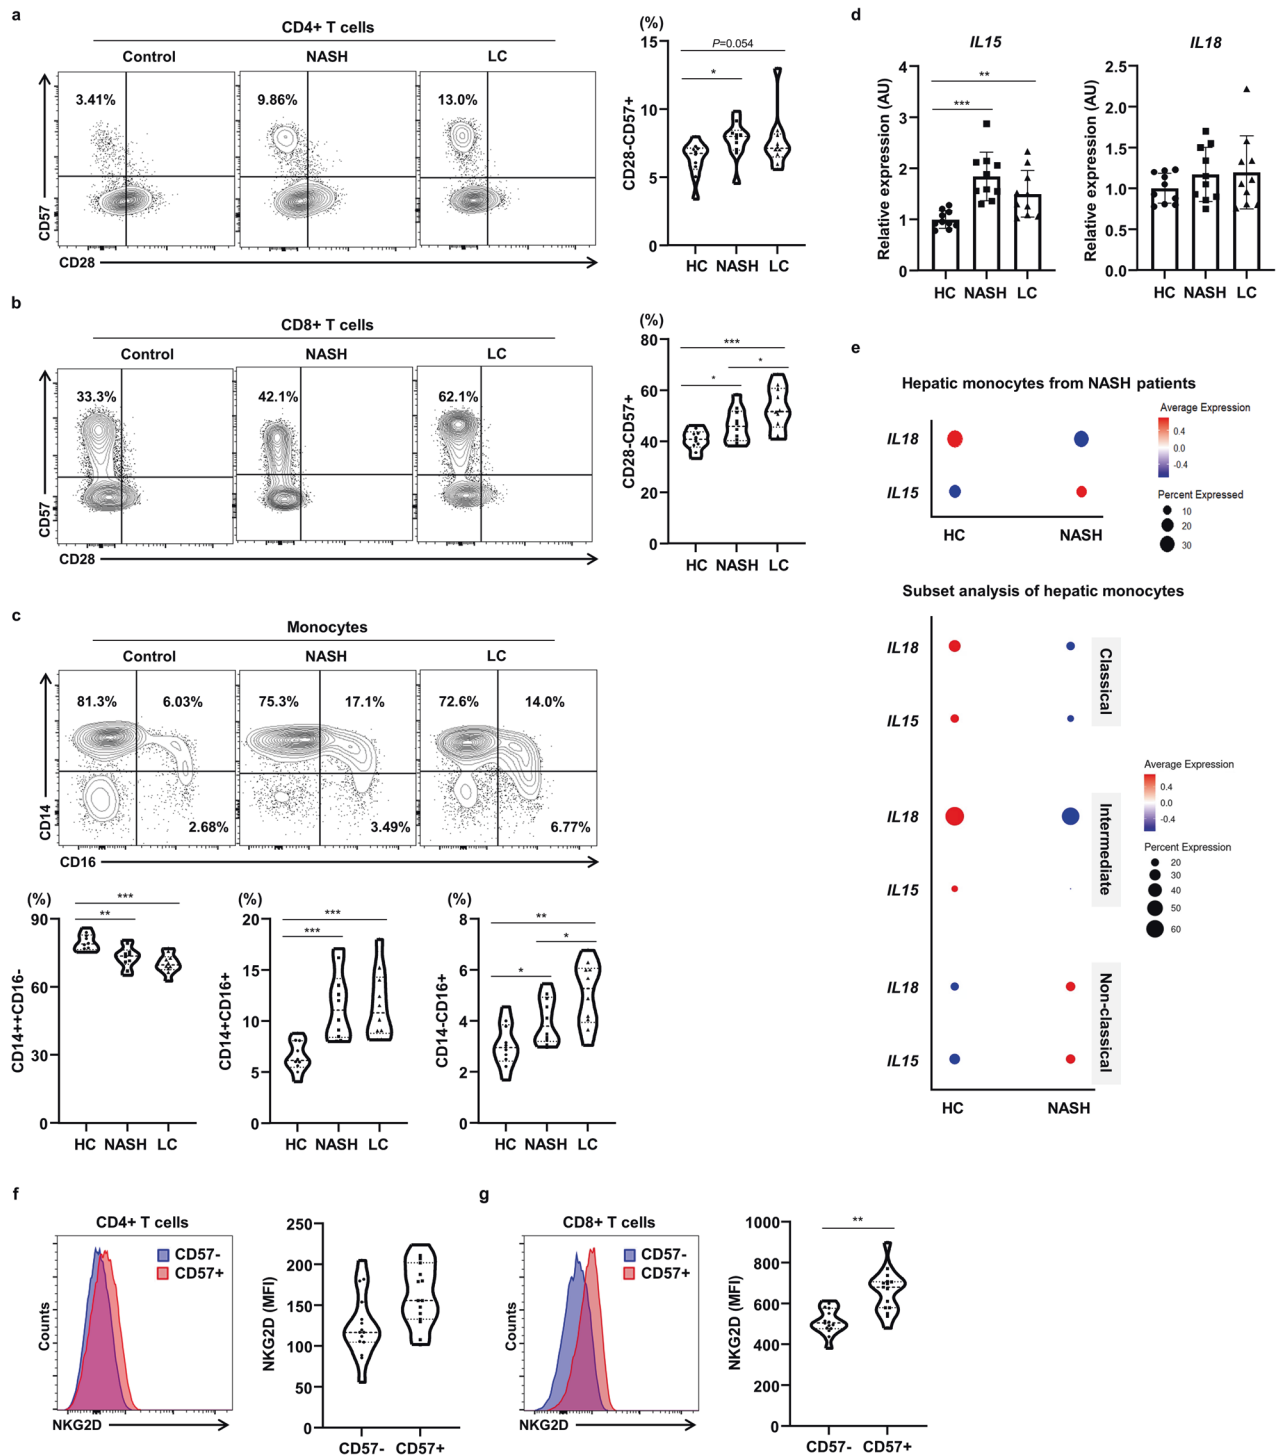 a
CD4+ T cells
Control NASH LC
3.41% 9.86% 13.0%
CD57
CD28
(%)
15
10
5
0
CD28-CD57+
P=0.054
*
HC NASH LC
b
CD8+ T cells
Control NASH LC
33.3% 42.1% 62.1%
CD57
CD28
(%)
80
60
40
20
0
CD28-CD57+
***
*
*
HC NASH LC
c
Monocytes
Control NASH LC
81.3% 6.03% 75.3% 17.1% 72.6% 14.0%
2.68% 3.49% 6.77%
CD14
CD16
(%)
90
60
30
0
CD14++CD16-
***
**
HC NASH LC
(%)
20
15
10
5
0
CD14+CD16+
***
***
HC NASH LC
(%)
8
6
4
2
0
CD14-CD16+
**
*
*
HC NASH LC
d
IL15
4
3
2
1
0
Relative expression (AU)
**
***
HC NASH LC
IL18
2.5
2.0
1.5
1.0
0.5
0.0
Relative expression (AU)
HC NASH LC
e
Hepatic monocytes from NASH patients
IL18
IL15
HC NASH
Average Expression
0.4
0.0
-0.4
Percent Expressed
10
20
30
Subset analysis of hepatic monocytes
IL18
IL15
Classical
IL18
IL15
Intermediate
IL18
IL15
Non-classical
HC NASH
Average Expression
0.4
0.0
-0.4
Percent Expression
20
30
40
50
60
f
CD4+ T cells
CD57-
CD57+
Counts
NKG2D
250
200
150
100
50
0
NKG2D (MFI)
CD57- CD57+
g
CD8+ T cells
CD57-
CD57+
Counts
NKG2D
1000
800
600
400
200
0
NKG2D (MFI)
**
CD57- CD57+